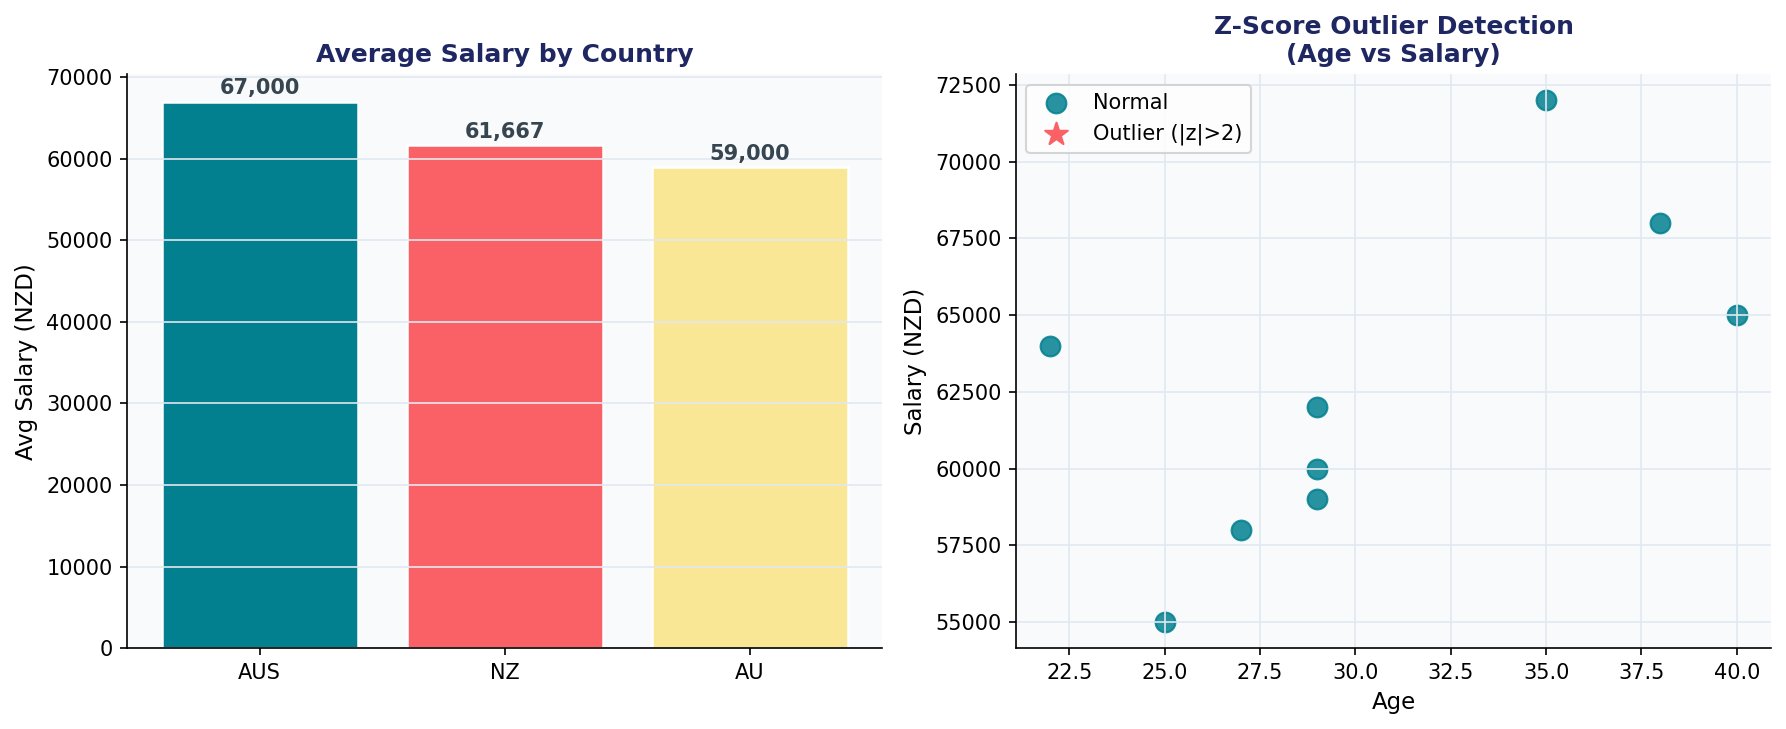 Average Salary by Country
70000
60000
50000
40000
30000
20000
10000
0
Avg Salary (NZD)
67,000
61,667
59,000
AUS
NZ
AU
Z-Score Outlier Detection
(Age vs Salary)
Normal
Outlier (|z|>2)
72500
70000
67500
65000
62500
60000
57500
55000
Salary (NZD)
22.5
25.0
27.5
30.0
32.5
35.0
37.5
40.0
Age